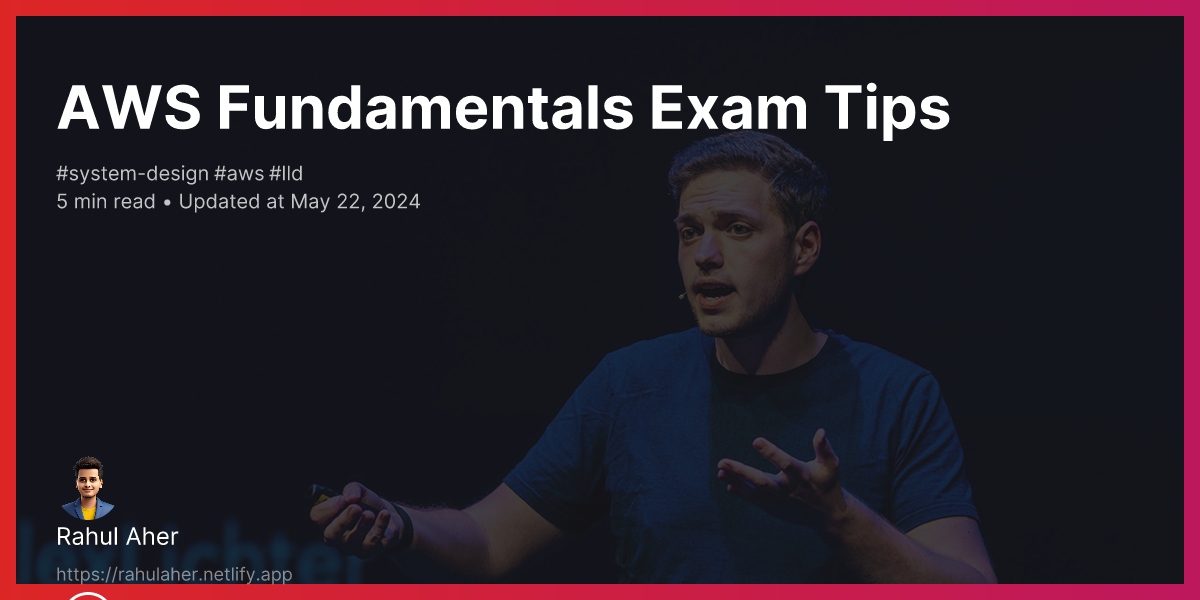 AWS Fundamentals Exam Tips
#system-design #aws #lld
5 min read • Updated at May 22, 2024
Rahul Aher
https://rahulaher.netlify.app